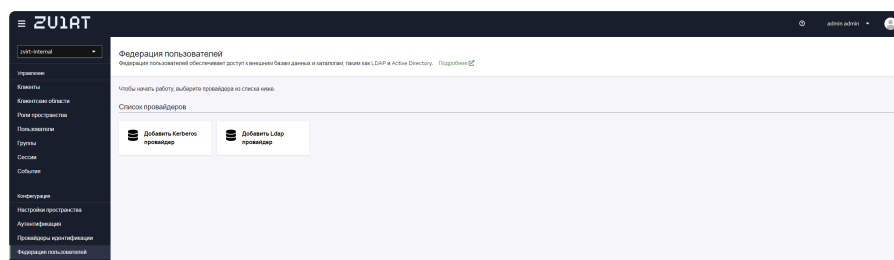 ZVIRT
admin admin
zvirt-internal
Федерация пользователей
Федерация пользователей обеспечивает доступ к внешним базам данных и каталогам, таким как LDAP и Active Directory. Подробнее
Управление
Клиенты
Чтобы начать работу, выберите провайдера из списка ниже.
Клиентские области
Список провайдеров
Роли пространства
Пользователи
Добавить Kerberos провайдер
Добавить Ldap провайдер
Группы
Сессии
События
Конфигурация
Настройки пространства
Аутентификация
Провайдеры идентификации
Федерация пользователей